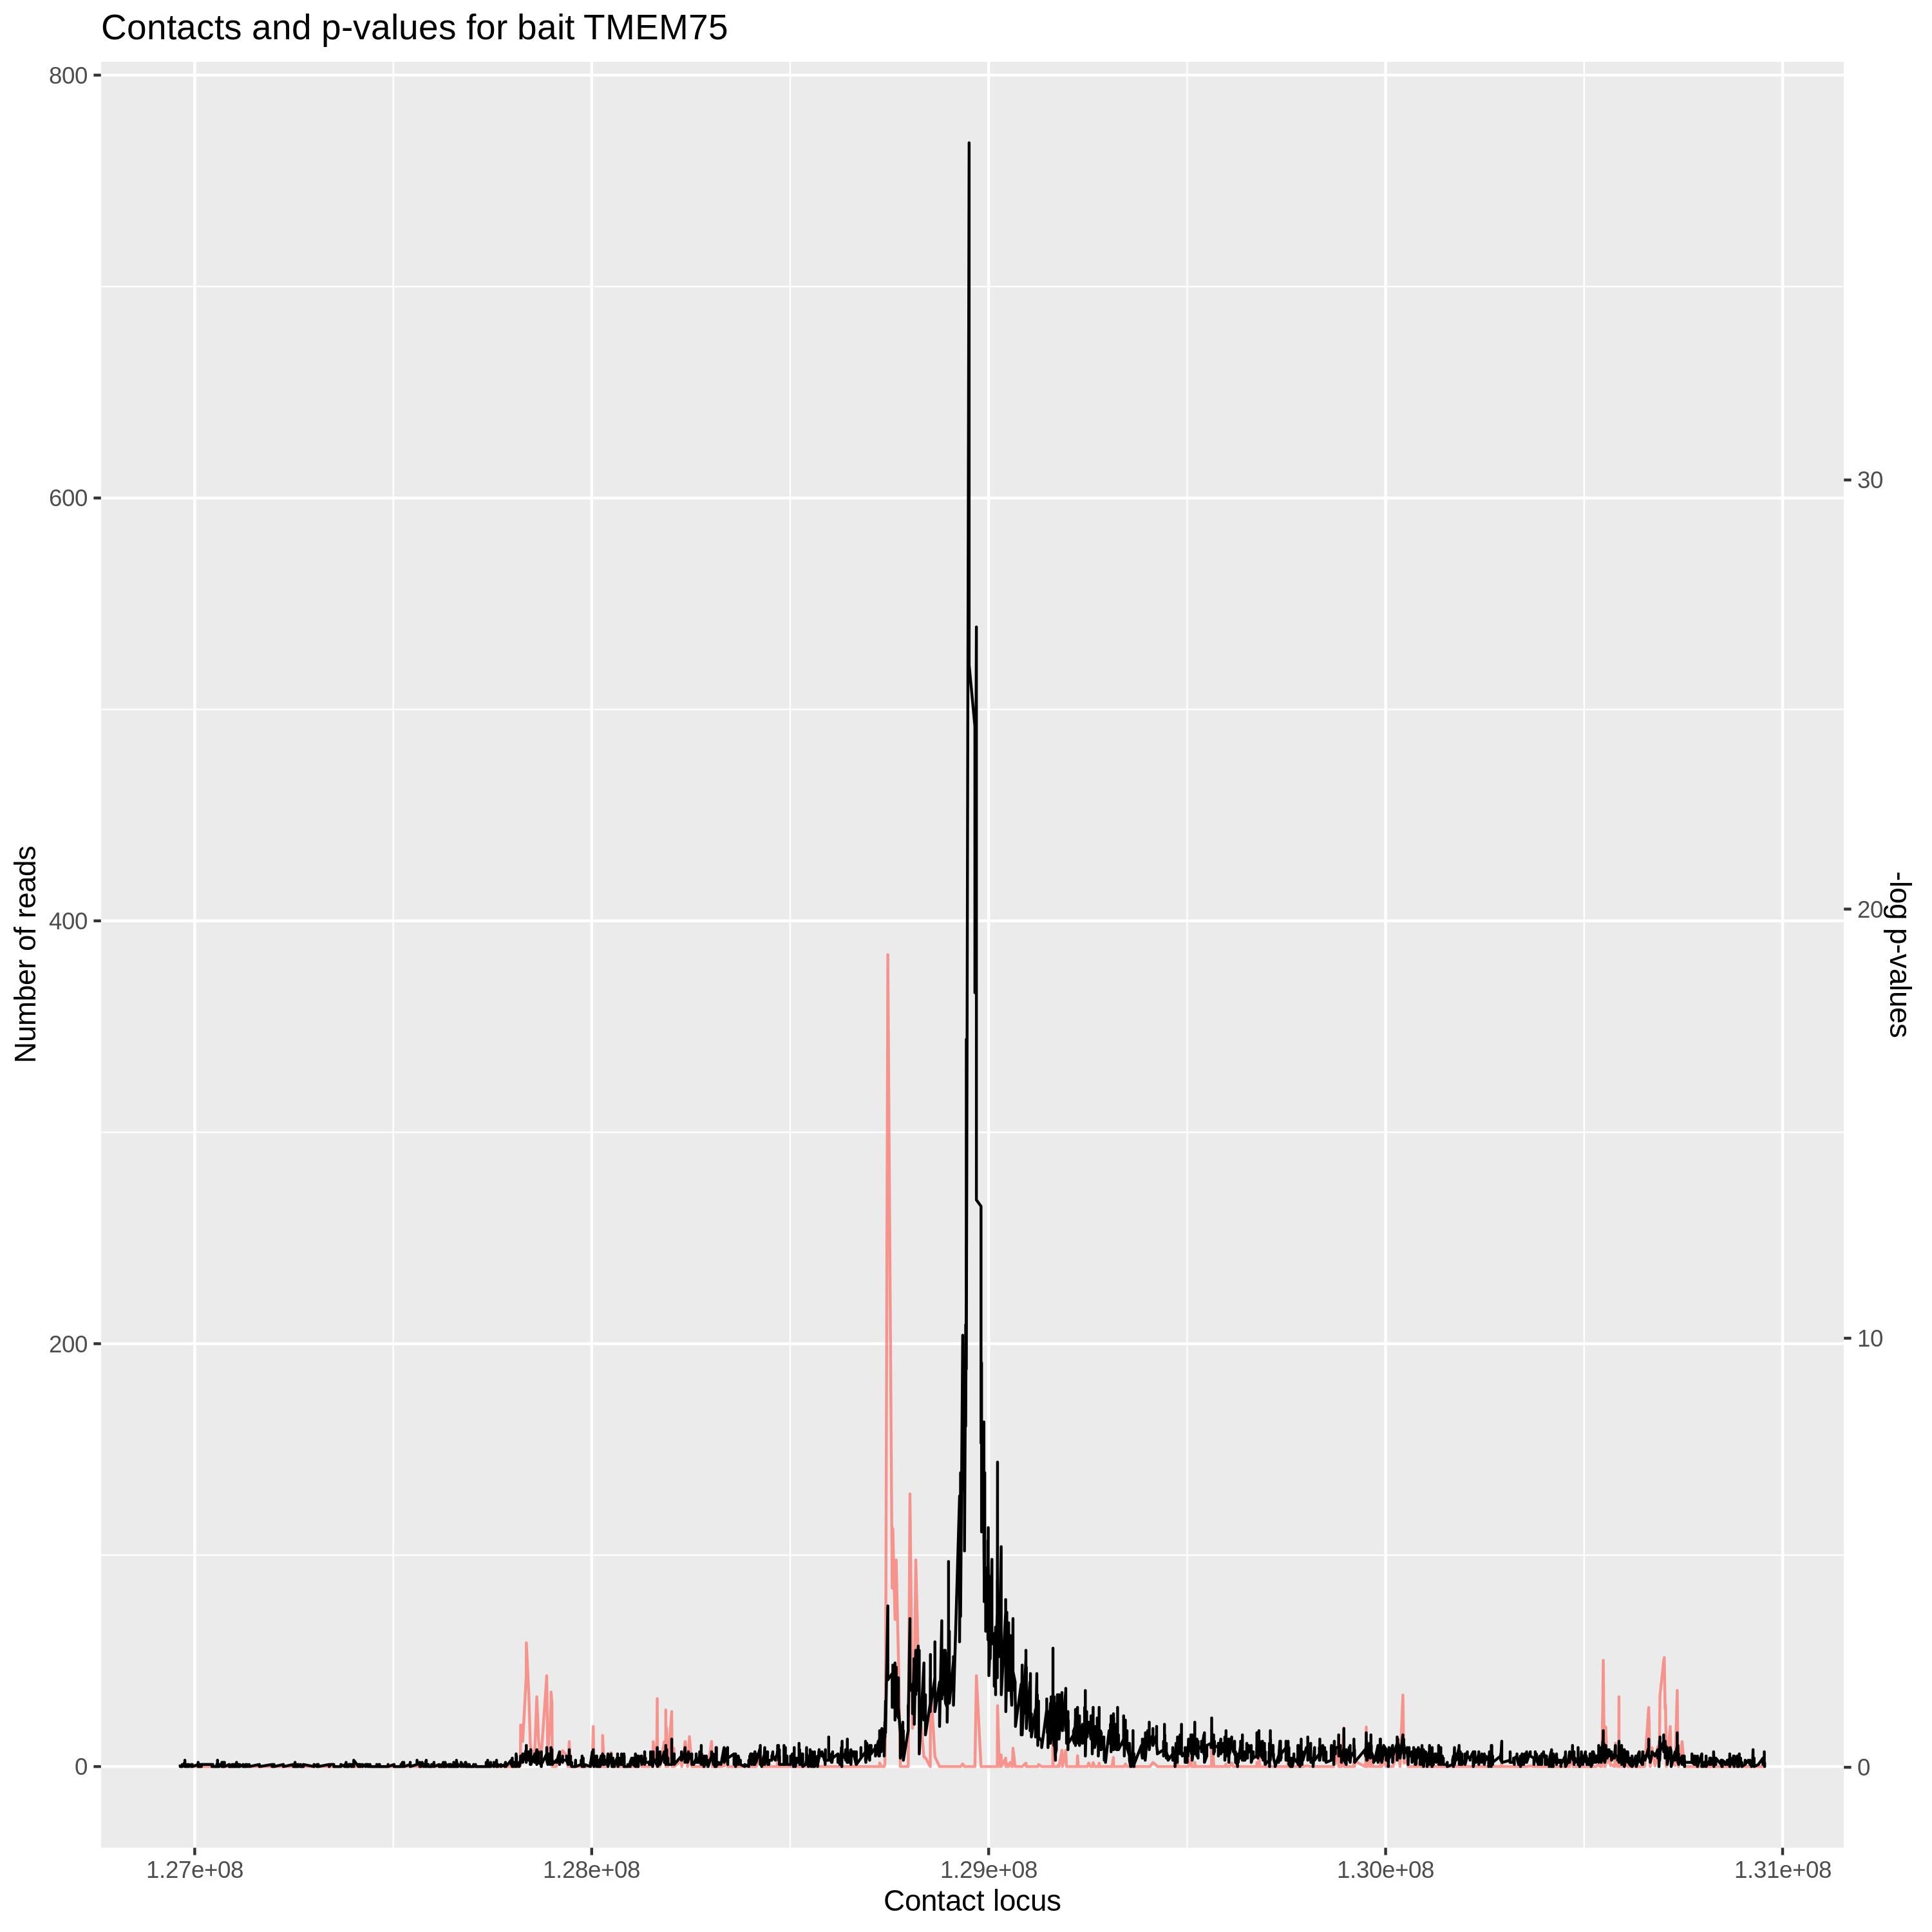 Contacts and p-values for bait TMEM75
800
600
400
200
0
Number of reads
30
20
10
0
-log p-values
1.27e+08 1.28e+08 1.29e+08 1.30e+08 1.31e+08
Contact locus